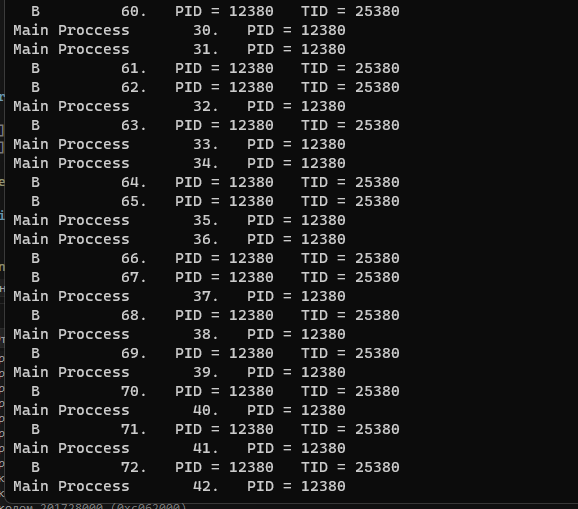 B 60. PID = 12380 TID = 25380
Main Proccess 30. PID = 12380
Main Proccess 31. PID = 12380
B 61. PID = 12380 TID = 25380
B 62. PID = 12380 TID = 25380
Main Proccess 32. PID = 12380
B 63. PID = 12380 TID = 25380
Main Proccess 33. PID = 12380
Main Proccess 34. PID = 12380
B 64. PID = 12380 TID = 25380
B 65. PID = 12380 TID = 25380
Main Proccess 35. PID = 12380
Main Proccess 36. PID = 12380
B 66. PID = 12380 TID = 25380
B 67. PID = 12380 TID = 25380
Main Proccess 37. PID = 12380
B 68. PID = 12380 TID = 25380
Main Proccess 38. PID = 12380
B 69. PID = 12380 TID = 25380
Main Proccess 39. PID = 12380
B 70. PID = 12380 TID = 25380
Main Proccess 40. PID = 12380
B 71. PID = 12380 TID = 25380
Main Proccess 41. PID = 12380
B 72. PID = 12380 TID = 25380
Main Proccess 42. PID = 12380